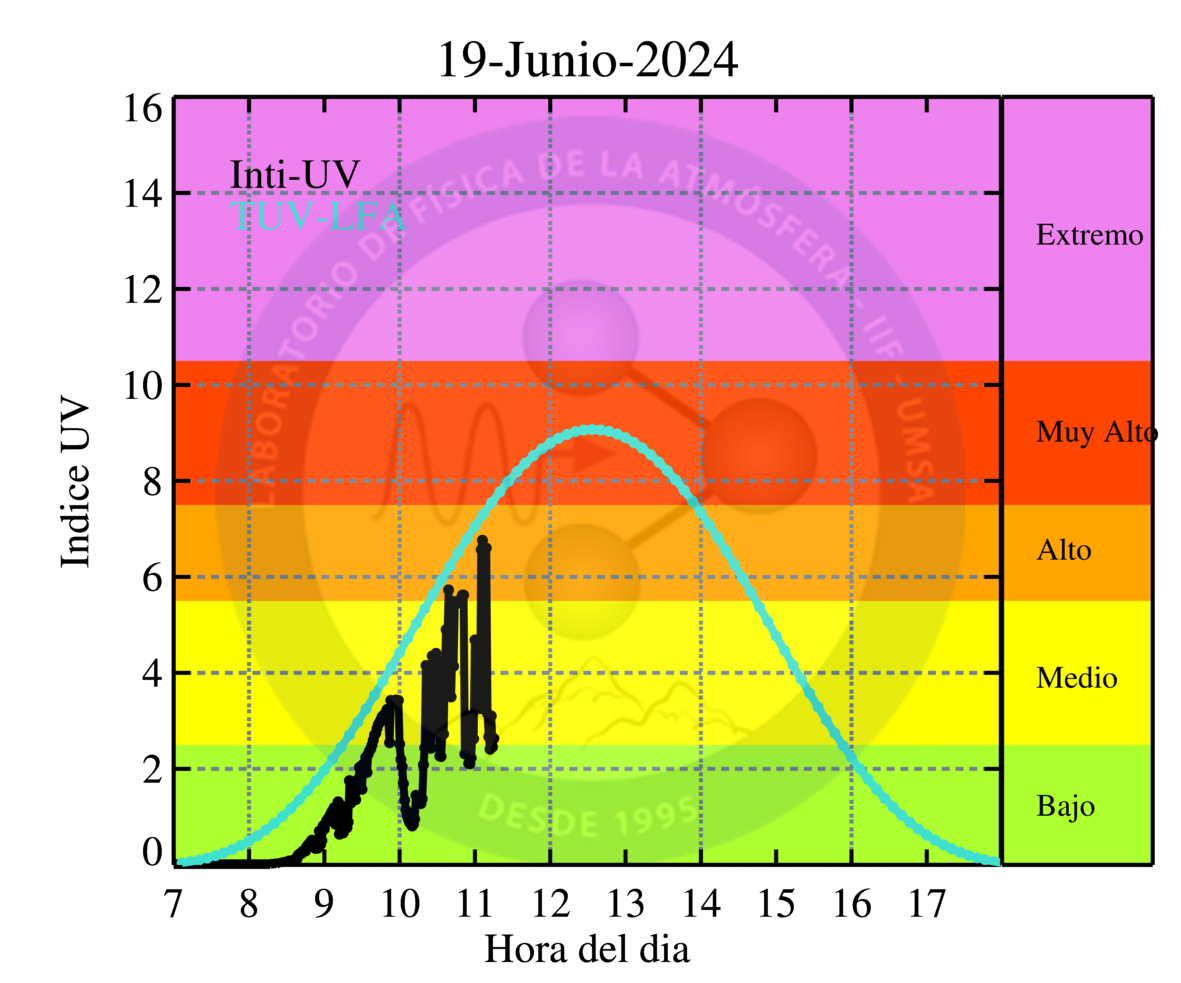 19-Junio-2024
Inti-UV
TUV-LFA
LABORATORIO DE FÍSICA DE LA ATMÓSFERA - IIF - UMSA
DESDE 1995
Indice UV
16
14
12
10
8
6
4
2
0
Extremo
Muy Alto
Alto
Medio
Bajo
7 8 9 10 11 12 13 14 15 16 17
Hora del dia